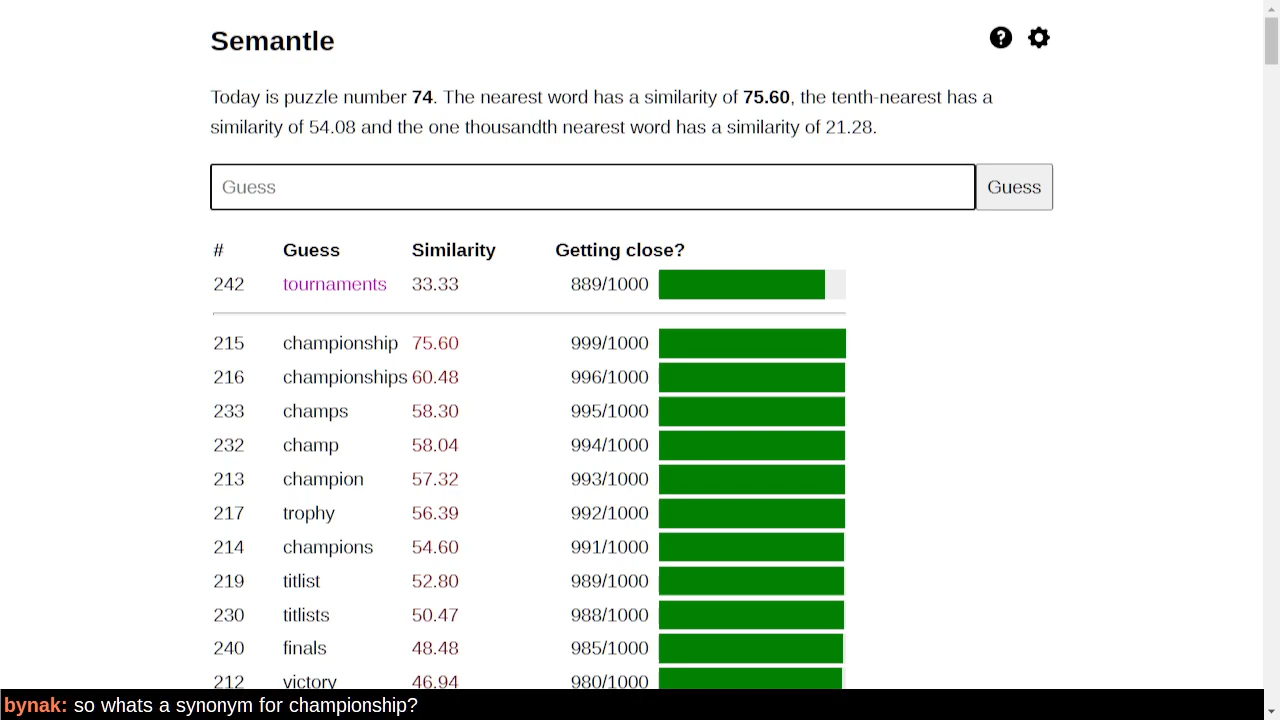 Semantle
Today is puzzle number 74. The nearest word has a similarity of 75.60, the tenth-nearest has a
similarity of 54.08 and the one thousandth nearest word has a similarity of 21.28.
Guess Guess
# Guess Similarity Getting close?
242 tournaments 33.33 889/1000
215 championship 75.60 999/1000
216 championships 60.48 996/1000
233 champs 58.30 995/1000
232 champ 58.04 994/1000
213 champion 57.32 993/1000
217 trophy 56.39 992/1000
214 champions 54.60 991/1000
219 titlist 52.80 989/1000
230 titlists 50.47 988/1000
240 finals 48.48 985/1000
212 victory 46.94 980/1000
bynak: so whats a synonym for championship?